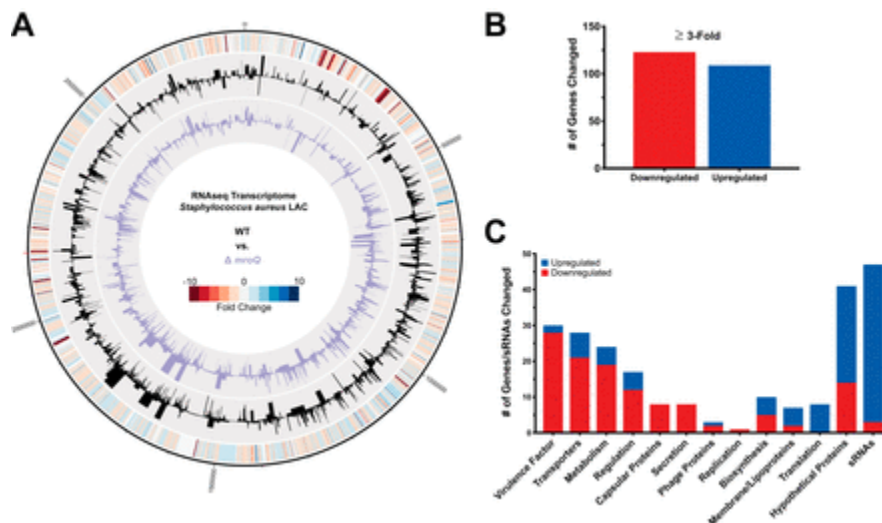 A
RNAseq Transcriptome
Staphylococcus aureus LAC
WT
vs.
Δ mroQ
-10 0 10
Fold Change
B
≥ 3-Fold
# of Genes Changed
150
100
50
0
Downregulated Upregulated
C
Upregulated
Downregulated
# of Genes/sRNAs Changed
50
40
30
20
10
0
Virulence Factor
Transporters
Metabolism
Regulation
Capsular Proteins
Secretion
Phage Proteins
Replication
Biosynthesis
Membrane/Lipoproteins
Translation
Hypothetical Proteins
sRNAs